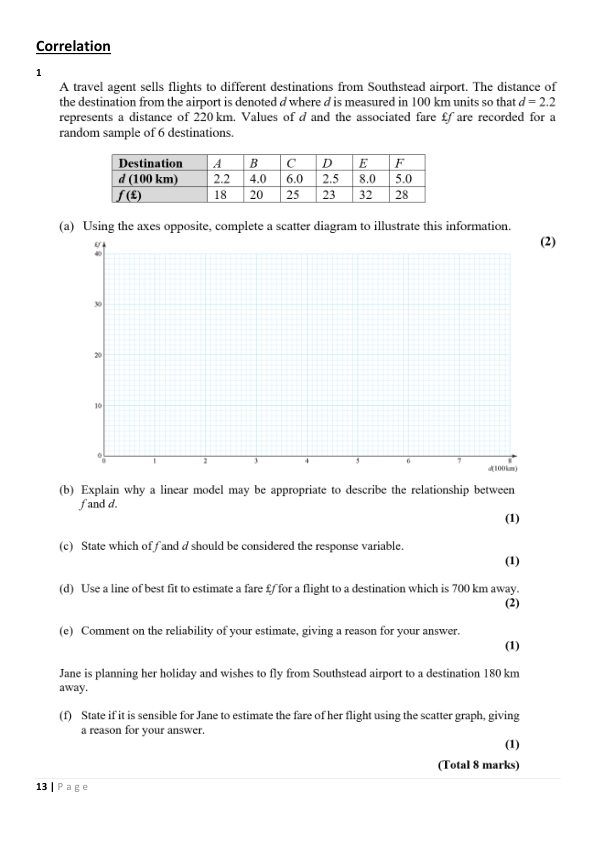 Correlation
1
A travel agent sells flights to different destinations from Southstead airport. The distance of
the destination from the airport is denoted d where d is measured in 100 km units so that d = 2.2
represents a distance of 220 km. Values of d and the associated fare £f are recorded for a
random sample of 6 destinations.
Destination A B C D E F
d (100 km) 2.2 4.0 6.0 2.5 8.0 5.0
f (£) 18 20 25 23 32 28
(a) Using the axes opposite, complete a scatter diagram to illustrate this information.
(2)
£f
40
30
20
10
0
0 1 2 3 4 5 6 7 8
d(100km)
(b) Explain why a linear model may be appropriate to describe the relationship between
f and d.
(1)
(c) State which of f and d should be considered the response variable.
(1)
(d) Use a line of best fit to estimate a fare £f for a flight to a destination which is 700 km away.
(2)
(e) Comment on the reliability of your estimate, giving a reason for your answer.
(1)
Jane is planning her holiday and wishes to fly from Southstead airport to a destination 180 km
away.
(f) State if it is sensible for Jane to estimate the fare of her flight using the scatter graph, giving
a reason for your answer.
(1)
(Total 8 marks)
13 | Page